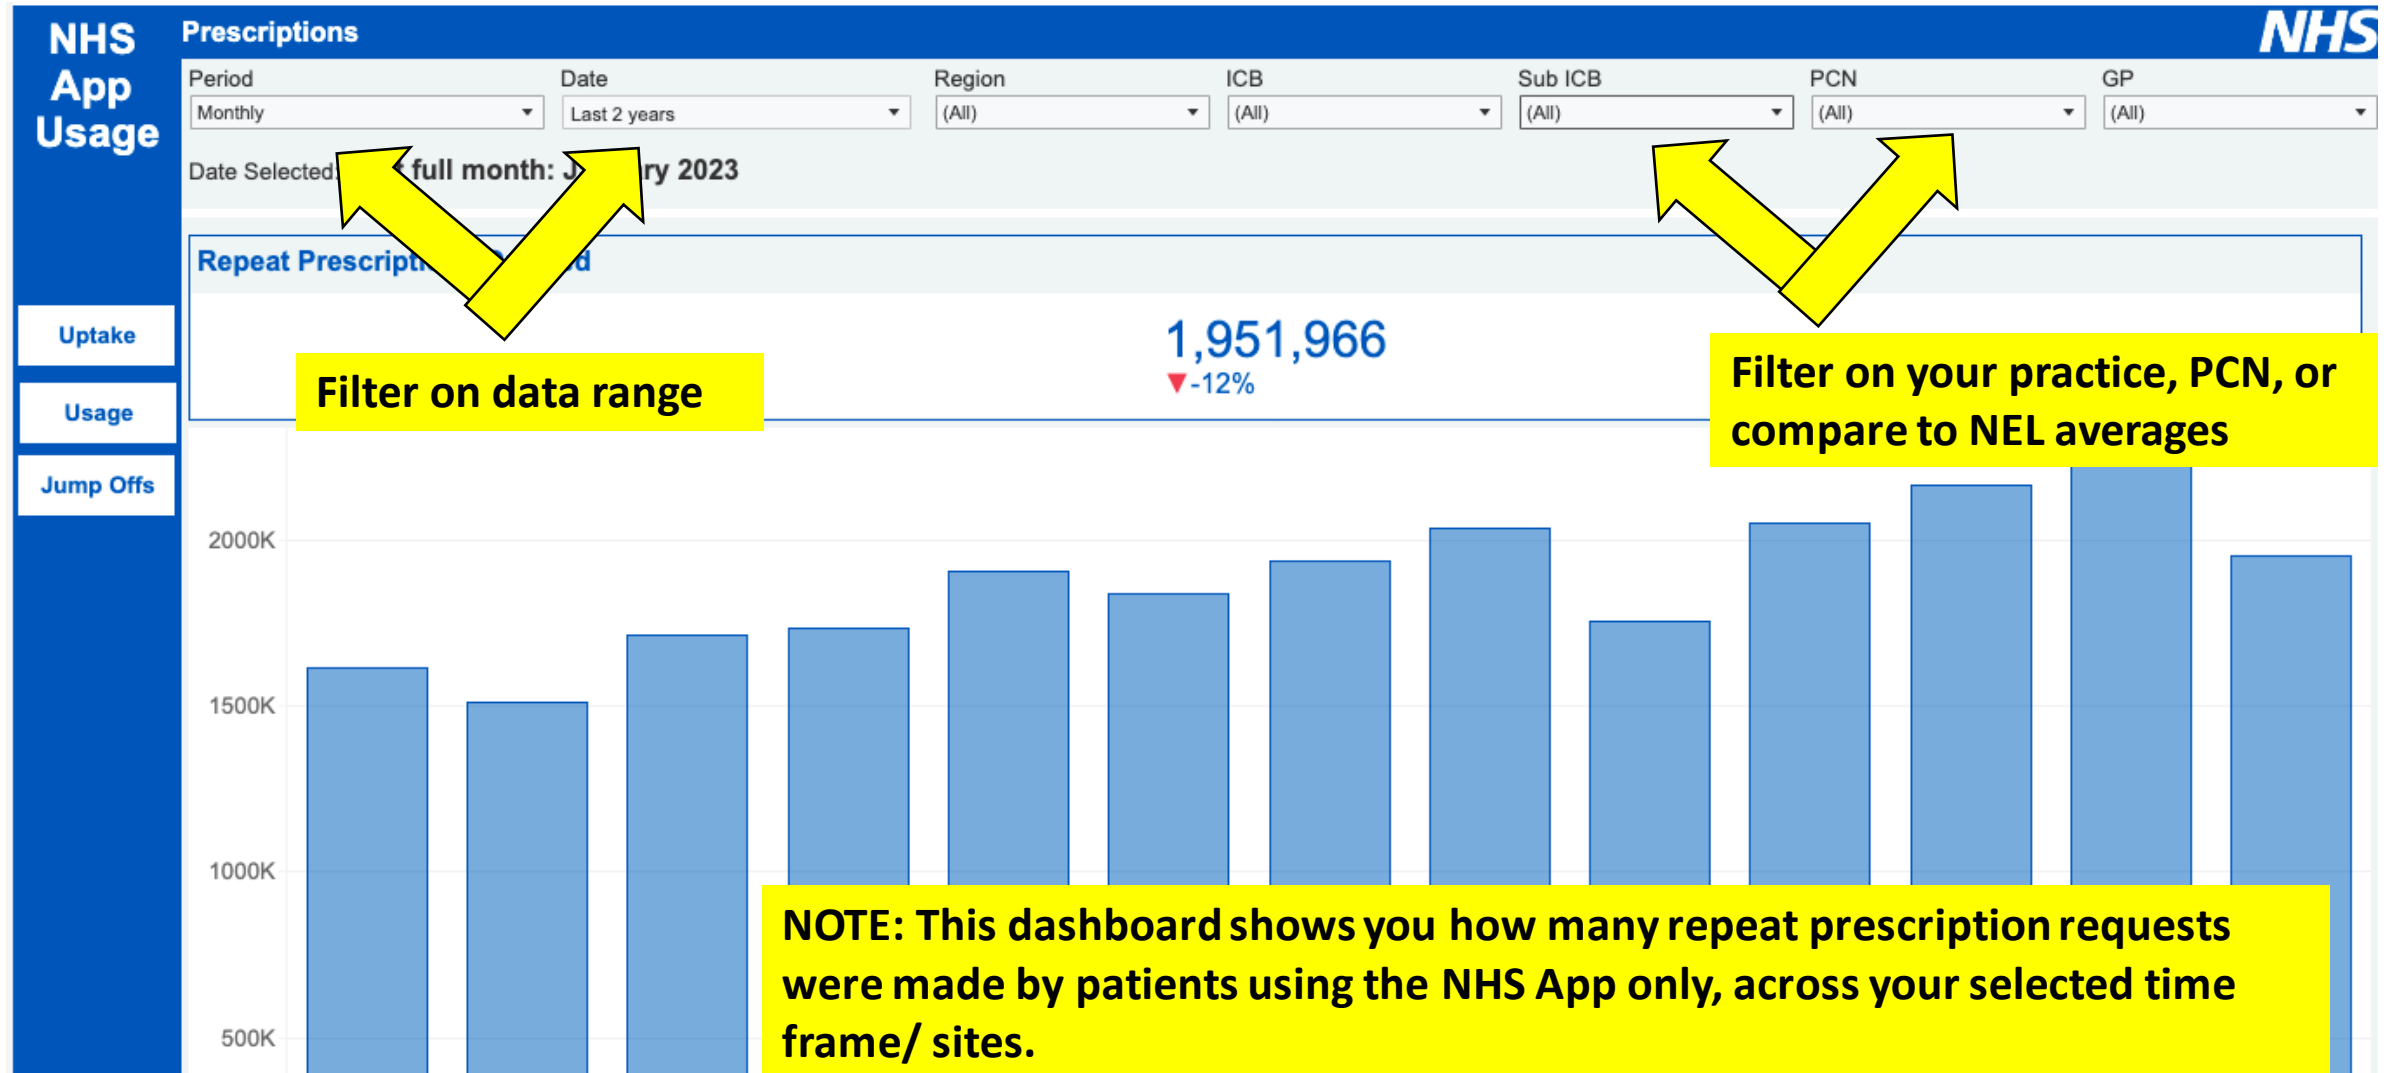 NHS
App
Usage
Prescriptions
NHS
Period
Date
Region
ICB
Sub ICB
PCN
GP
Monthly
Last 2 years
(All)
(All)
(All)
(All)
(All)
Date Selected: full month: January 2023
Repeat Prescriptions
1,951,966
▼-12%
Uptake
Usage
Jump Offs
Filter on data range
Filter on your practice, PCN, or
compare to NEL averages
2000K
1500K
1000K
500K
NOTE: This dashboard shows you how many repeat prescription requests
were made by patients using the NHS App only, across your selected time
frame/ sites.